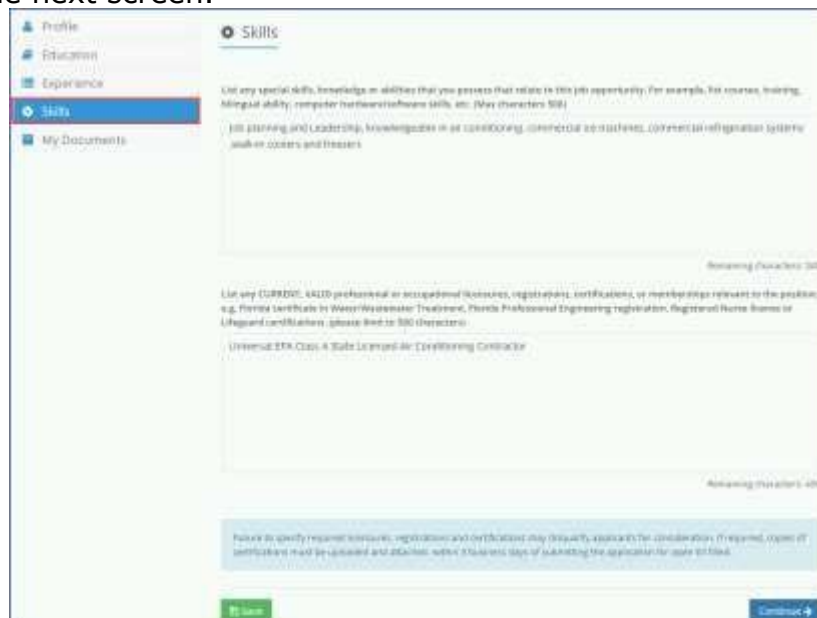 e next screen.
Profile
Education
Experience
Skills
My Documents
Skills
List any special skills, knowledge or abilities that you possess that relate to this job opportunity. For example, list courses, training,
bilingual ability, computer hardware/software skills, etc. (Max characters 500)
Job planning and Leadership, knowledgeable in air conditioning, commercial ice machines, commercial refrigeration systems
walk-in coolers and freezers
Remaining characters:
List any CURRENT, VALID professional or occupational licensures, registrations, certifications, or memberships relevant to the position
e.g. Florida Certificate in Water/Wastewater Treatment, Florida Professional Engineering registration, Registered Nurse license or
Lifeguard certifications. (please limit to 500 characters)
Universal EPA Class A State Licensed Air Conditioning Contractor
Remaining characters:
Failure to specify required licensures, registrations and certifications may disqualify applicants for consideration. If required, copies of
certifications must be uploaded and attached within 3 business days of submitting the application for open till filled
Save
Continue